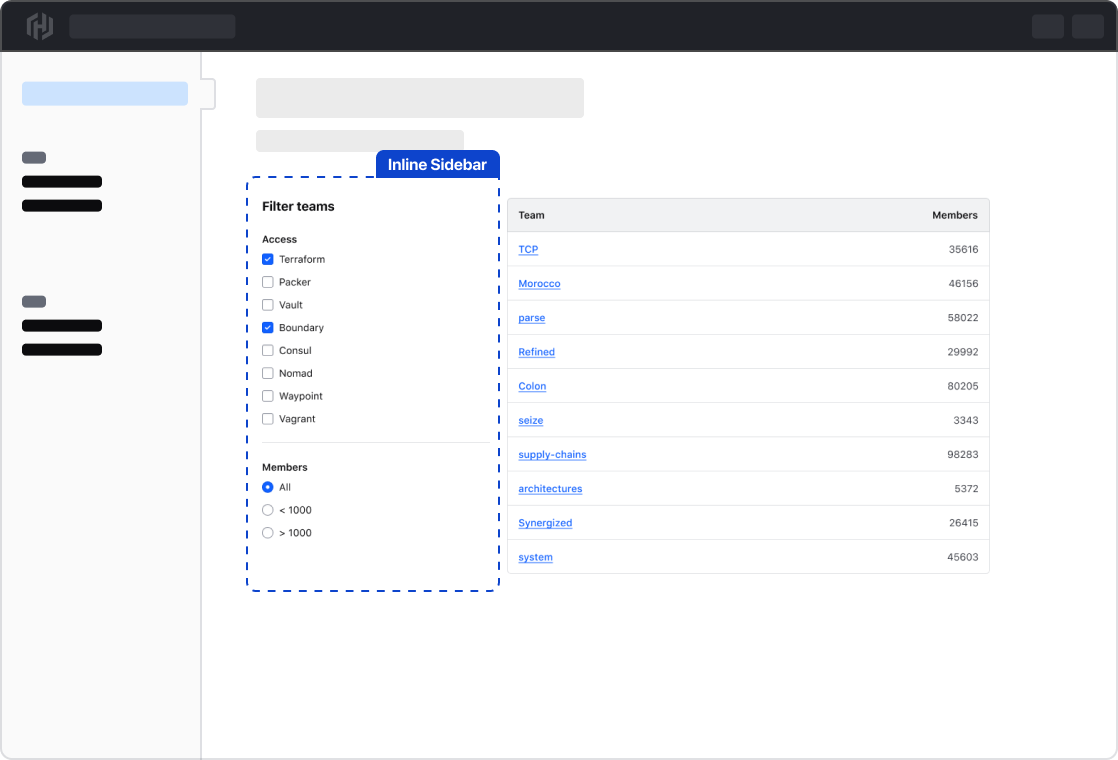 Inline Sidebar
Filter teams
Access
Terraform
Packer
Vault
Boundary
Consul
Nomad
Waypoint
Vagrant
Members
All
< 1000
> 1000
Team Members
TCP 35616
Morocco 46156
parse 58022
Refined 29992
Colon 80205
seize 3343
supply-chains 98283
architectures 5372
Synergized 26415
system 45603